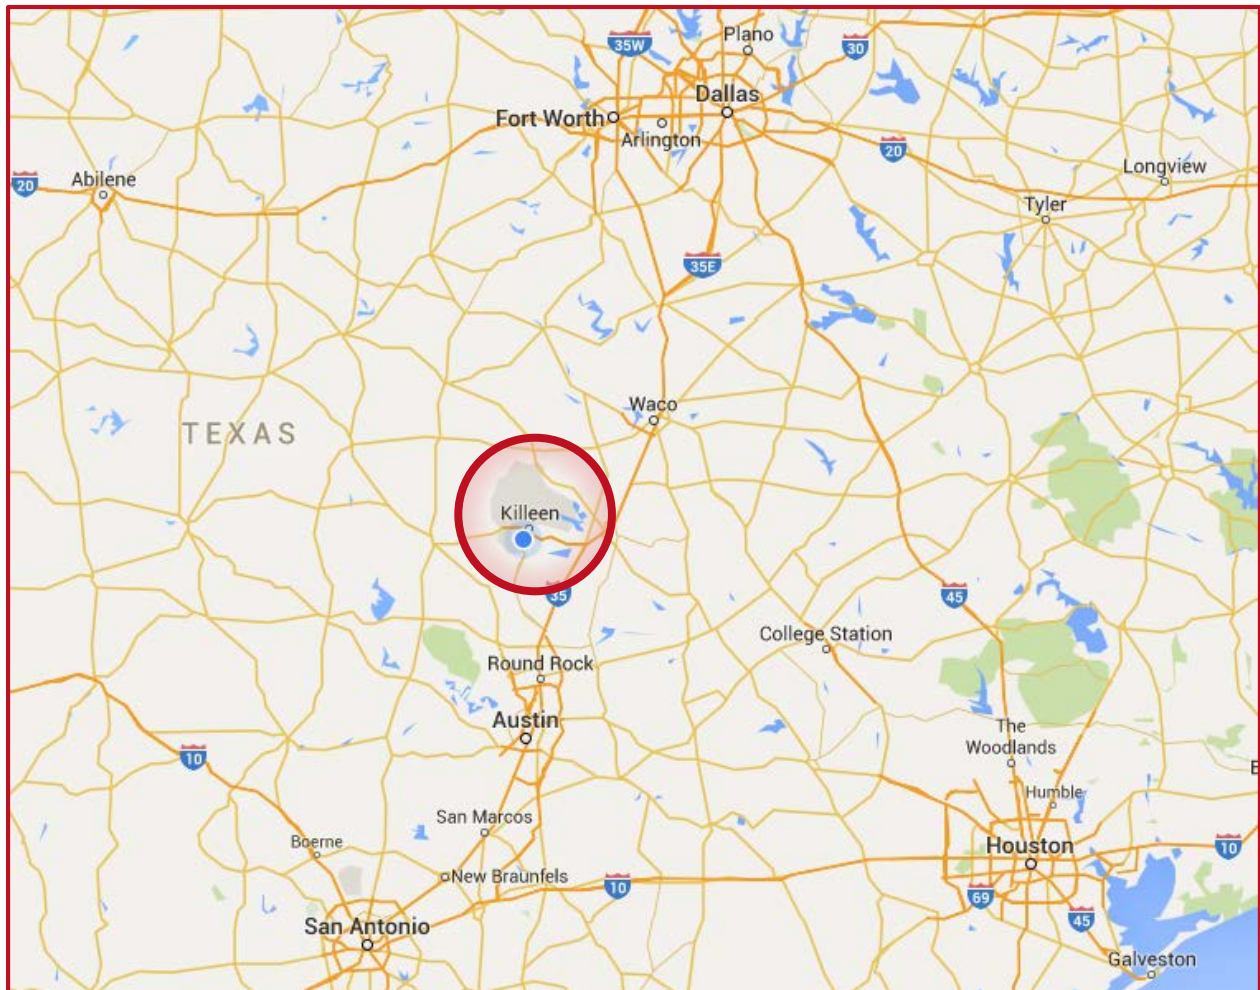 35W
Plano
30
Dallas
Fort Worth
Arlington
20
Longview
20
Abilene
Tyler
35E
Waco
TEXAS
Killeen
35
45
College Station
Round Rock
Austin
The
Woodlands
10
Humble
San Marcos
Boerne
Houston
10
New Braunfels
10
69
45
San Antonio
Galveston